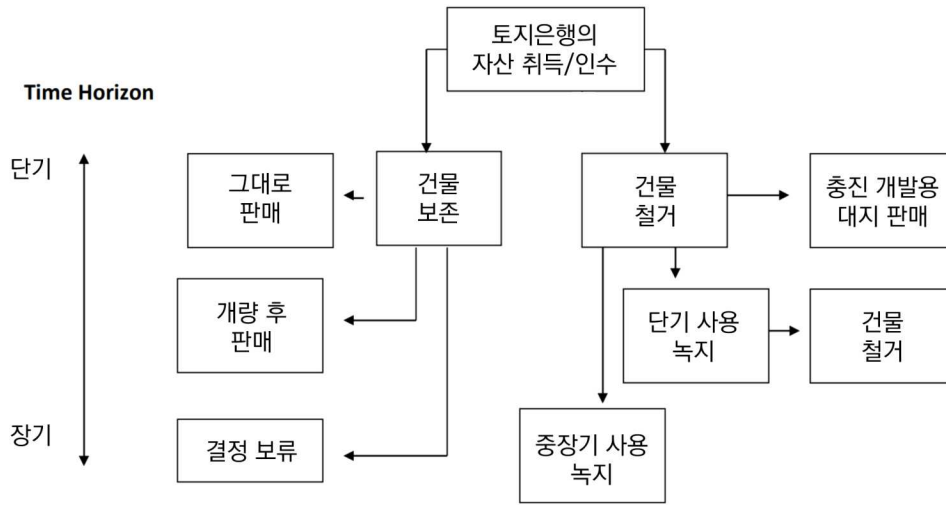 토지은행의
자산 취득/인수
Time Horizon
단기
그대로
판매
건물
보존
건물
철거
충진 개발용
대지 판매
개량 후
판매
단기 사용
녹지
건물
철거
장기
결정 보류
중장기 사용
녹지